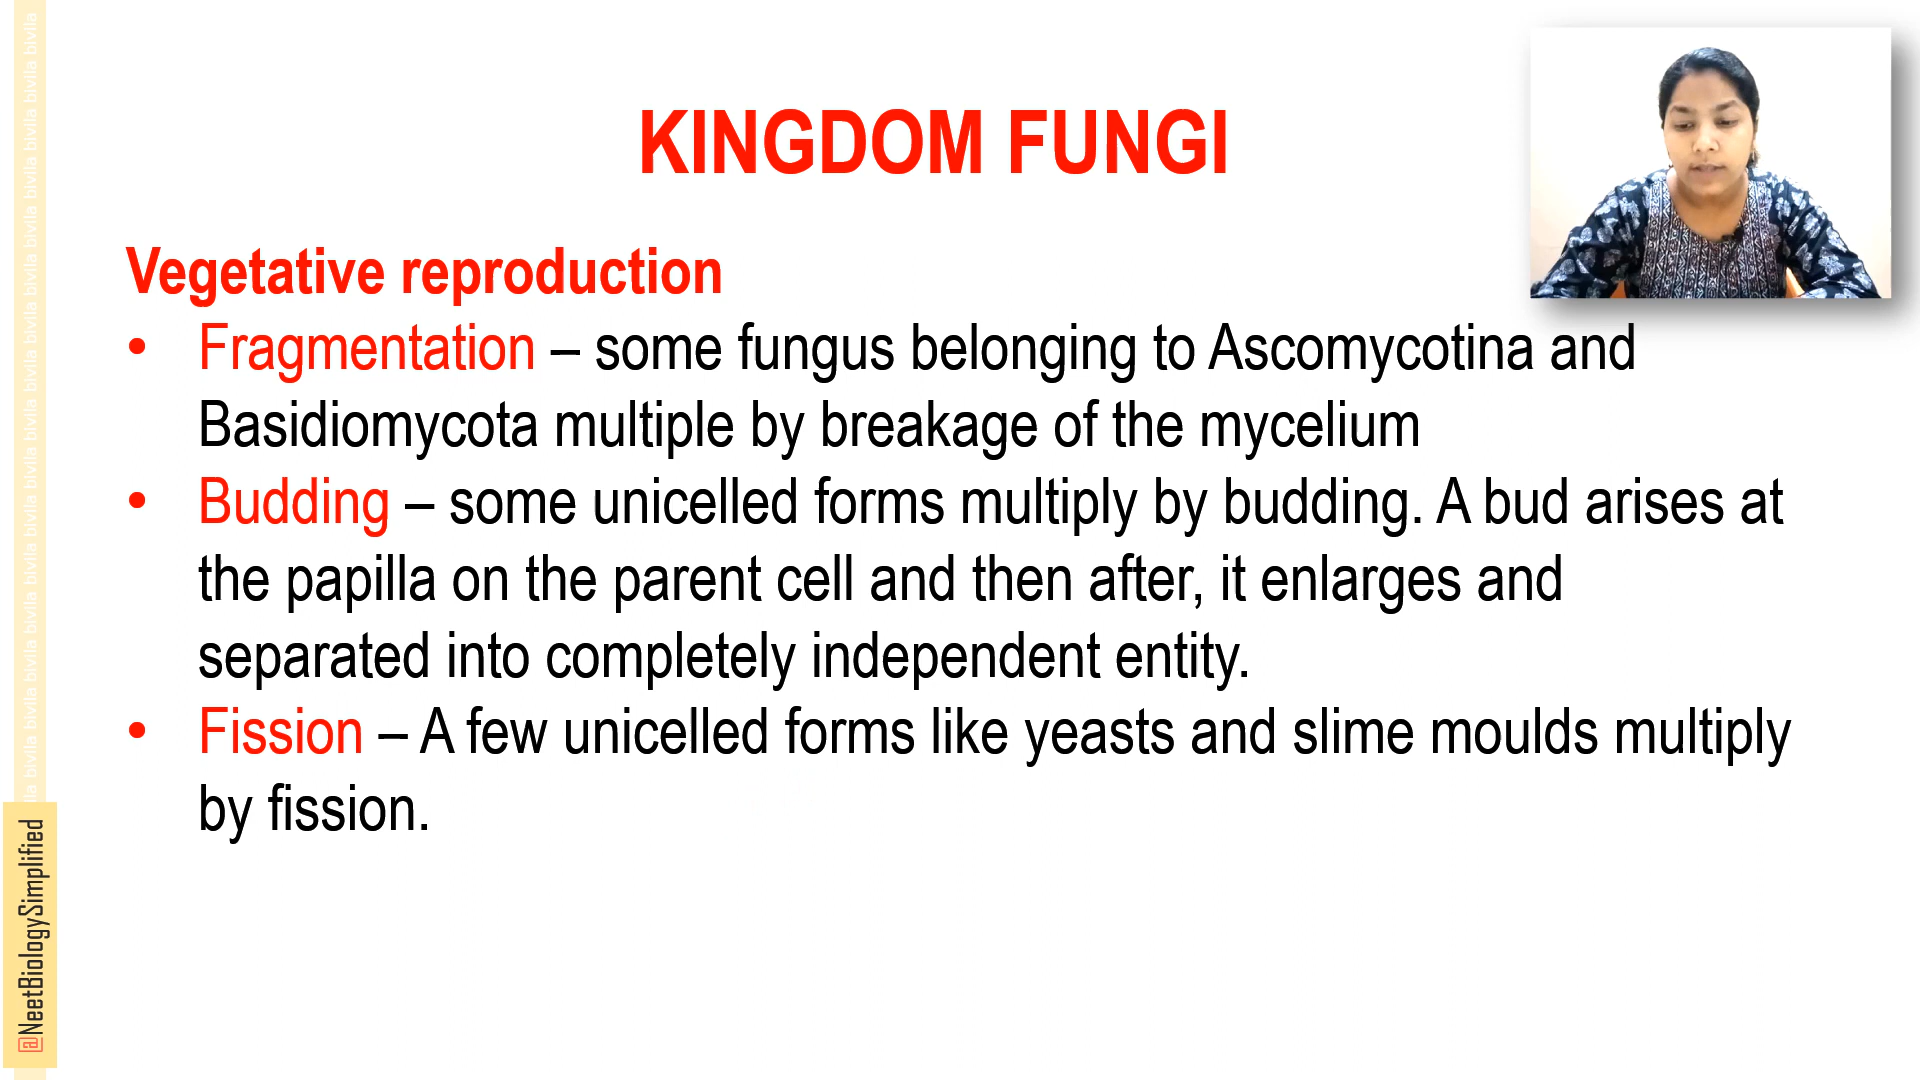 KINGDOM FUNGI
Vegetative reproduction
• Fragmentation – some fungus belonging to Ascomycotina and
Basidiomycota multiple by breakage of the mycelium
• Budding – some unicelled forms multiply by budding. A bud arises at
the papilla on the parent cell and then after, it enlarges and
separated into completely independent entity.
• Fission – A few unicelled forms like yeasts and slime moulds multiply
by fission.
@NeetBiologySimplified